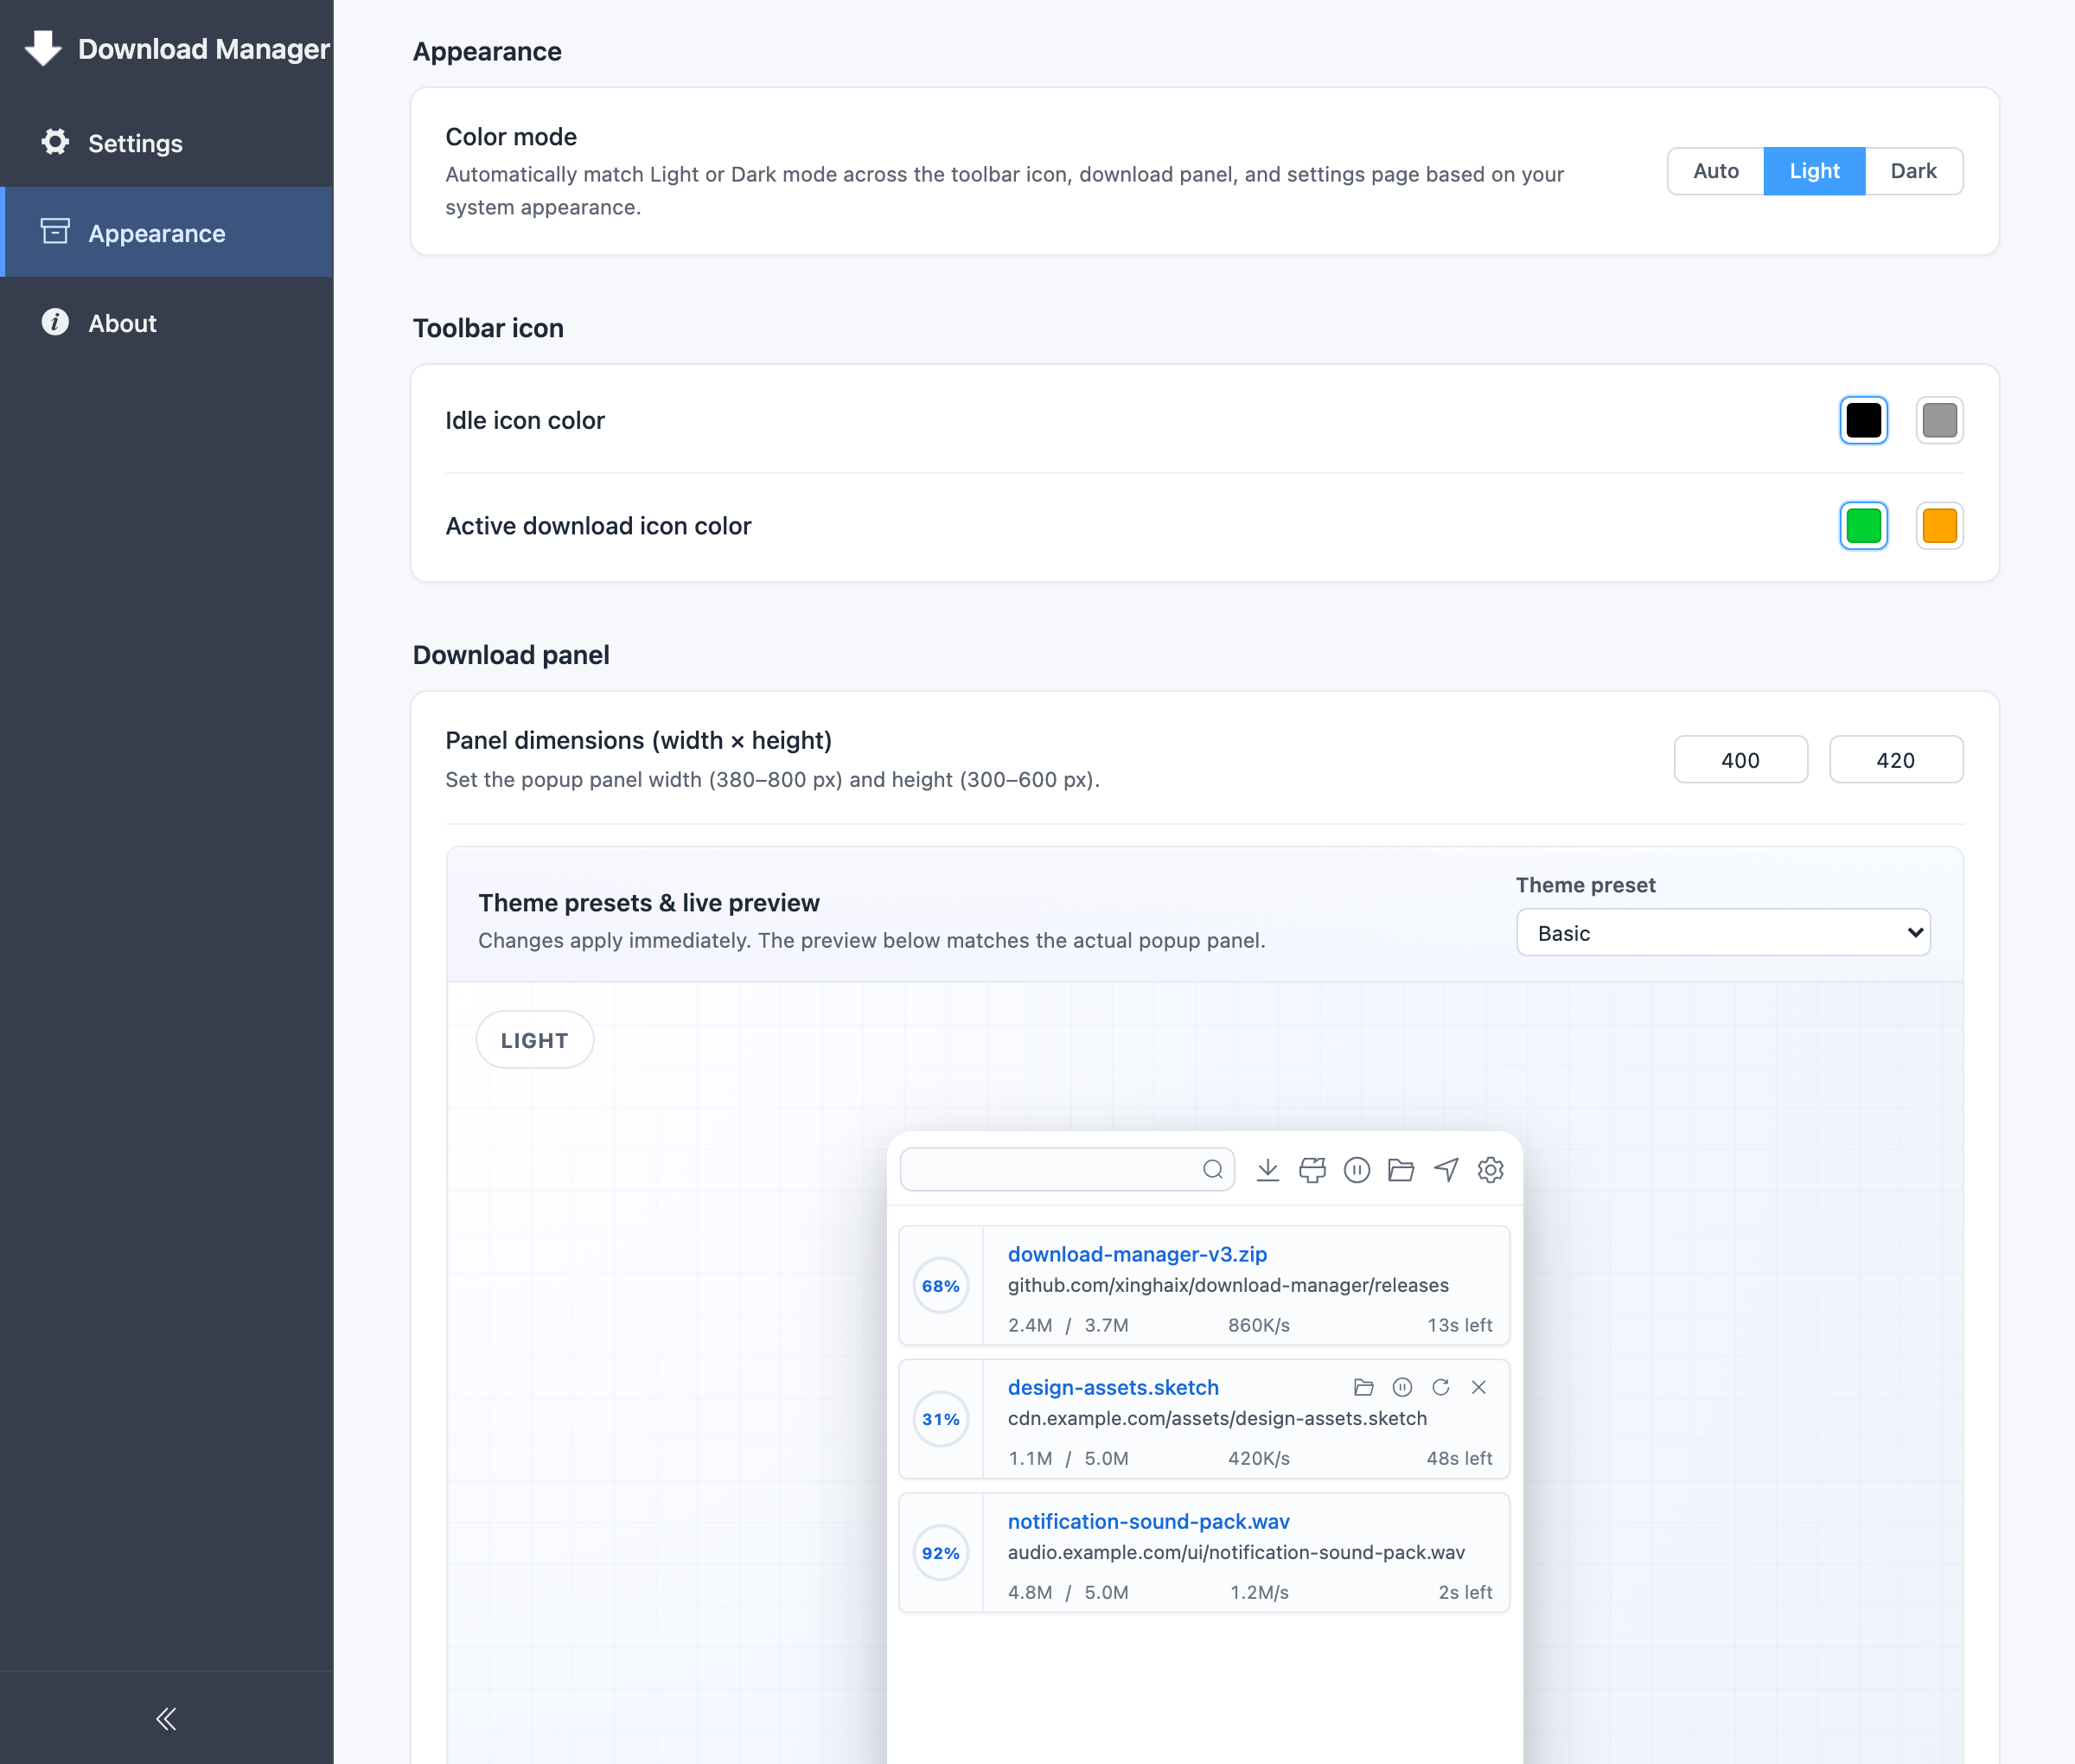 Download Manager
Settings
Appearance
About
Appearance
Color mode
Automatically match Light or Dark mode across the toolbar icon, download panel, and settings page based on your
system appearance.
Auto
Light
Dark
Toolbar icon
Idle icon color
Active download icon color
Download panel
Panel dimensions (width × height)
Set the popup panel width (380–800 px) and height (300–600 px).
400
420
Theme presets & live preview
Changes apply immediately. The preview below matches the actual popup panel.
Theme preset
Basic
LIGHT
68%
download-manager-v3.zip
github.com/xinghaix/download-manager/releases
2.4M / 3.7M 860K/s 13s left
31%
design-assets.sketch
cdn.example.com/assets/design-assets.sketch
1.1M / 5.0M 420K/s 48s left
92%
notification-sound-pack.wav
audio.example.com/ui/notification-sound-pack.wav
4.8M / 5.0M 1.2M/s 2s left